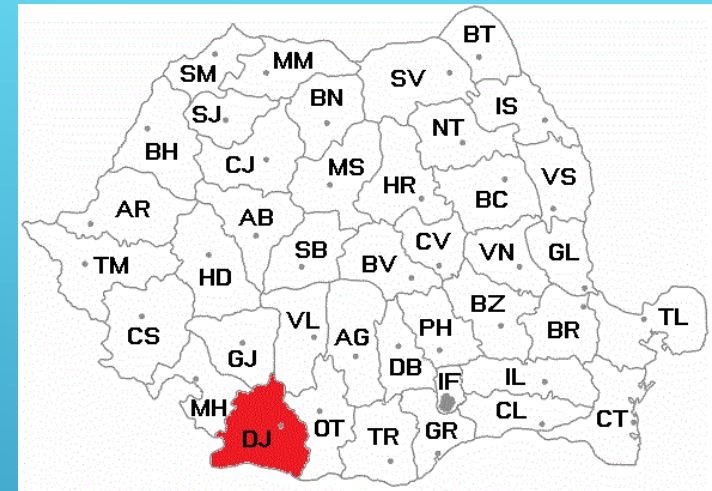 BT
MM
SM
SV
BN
IS
SJ
NT
BH
CJ
MS
HR
BC
VS
AR
AB
TM
HD
SB
BV
CV
VN
GL
CS
VL
AG
PH
BZ
BR
TL
GJ
DB
IF
IL
MH
DJ
OT
TR
GR
CL
CT